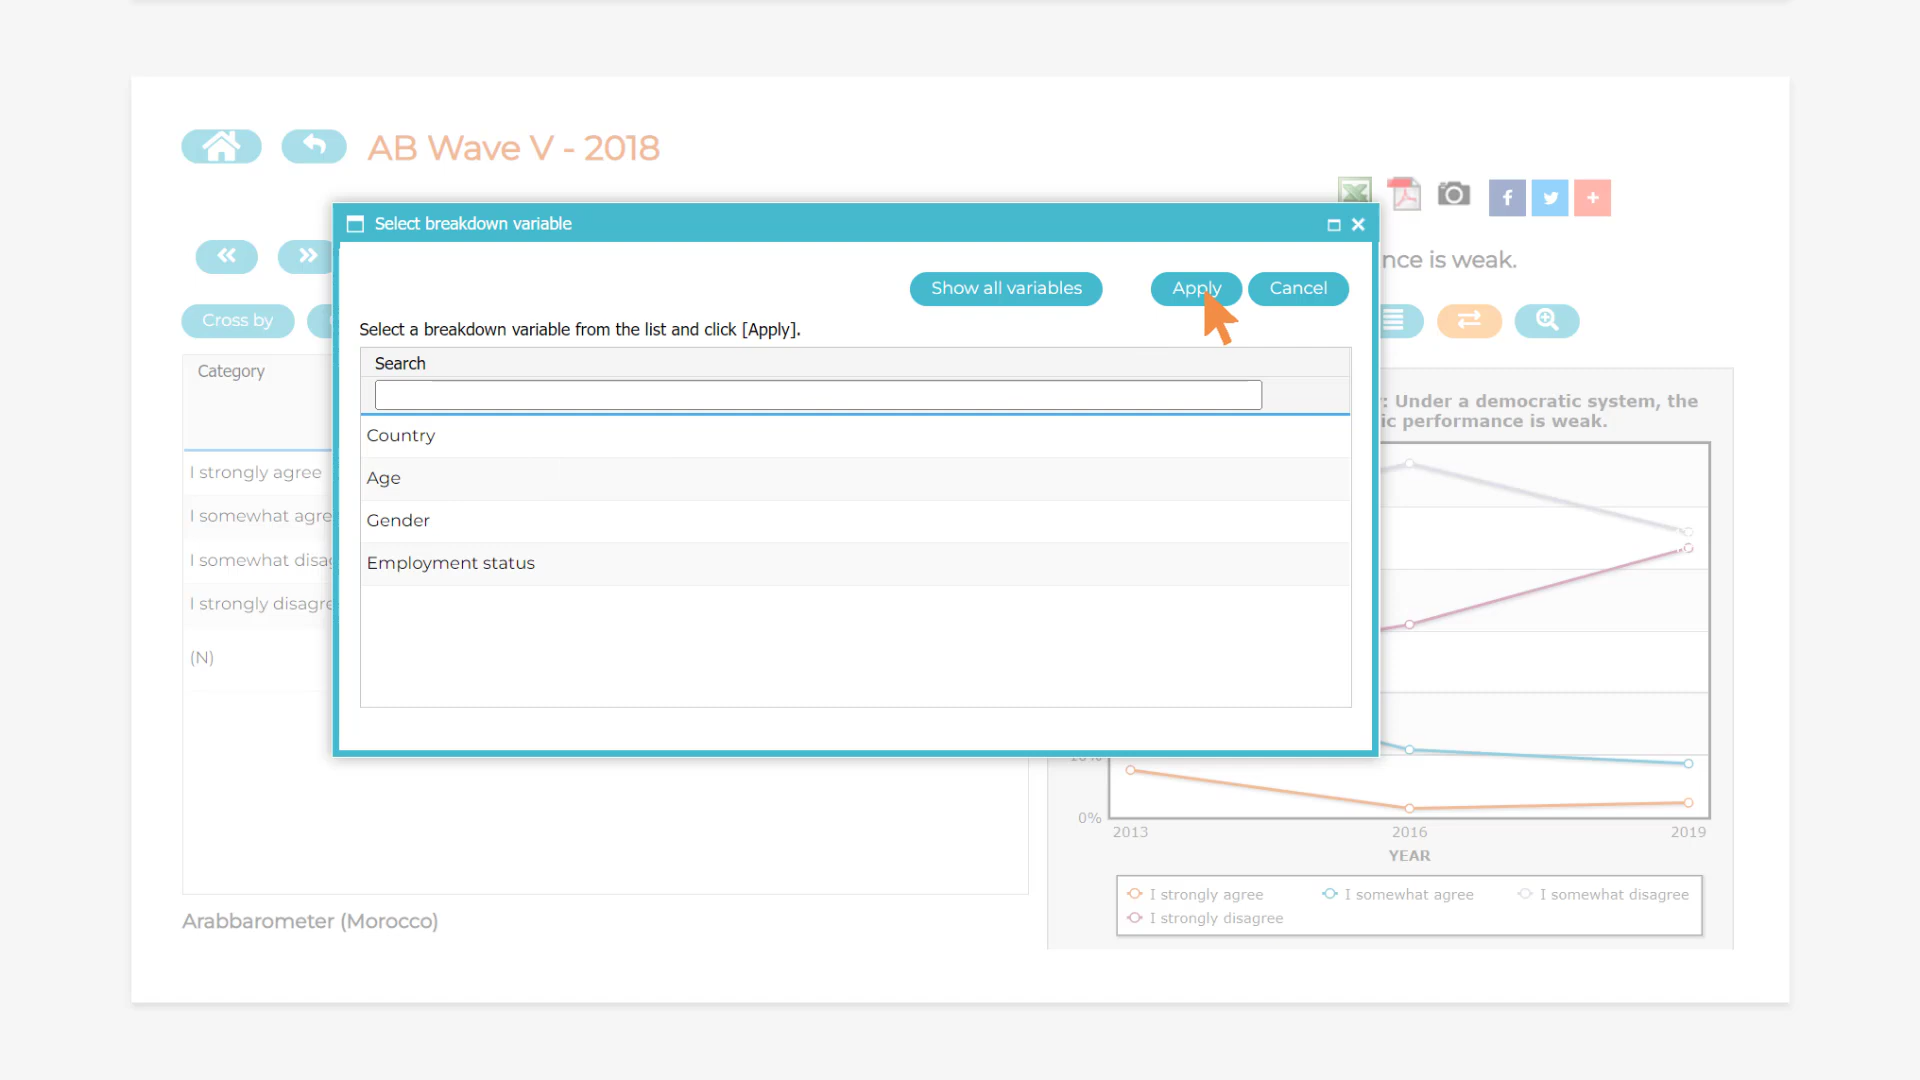 AB Wave V - 2018
Select breakdown variable
nce is weak.
Show all variables
Apply
Cancel
Cross by
Select a breakdown variable from the list and click [Apply].
Search
Category
Country
Age
Gender
Employment status
I strongly agree
I somewhat agre
I somewhat disag
I strongly disagre
(N)
: Under a democratic system, the
ic performance is weak.
0%
2013
2016
2019
YEAR
I strongly agree
I somewhat agree
I somewhat disagree
I strongly disagree
Arabbarometer (Morocco)